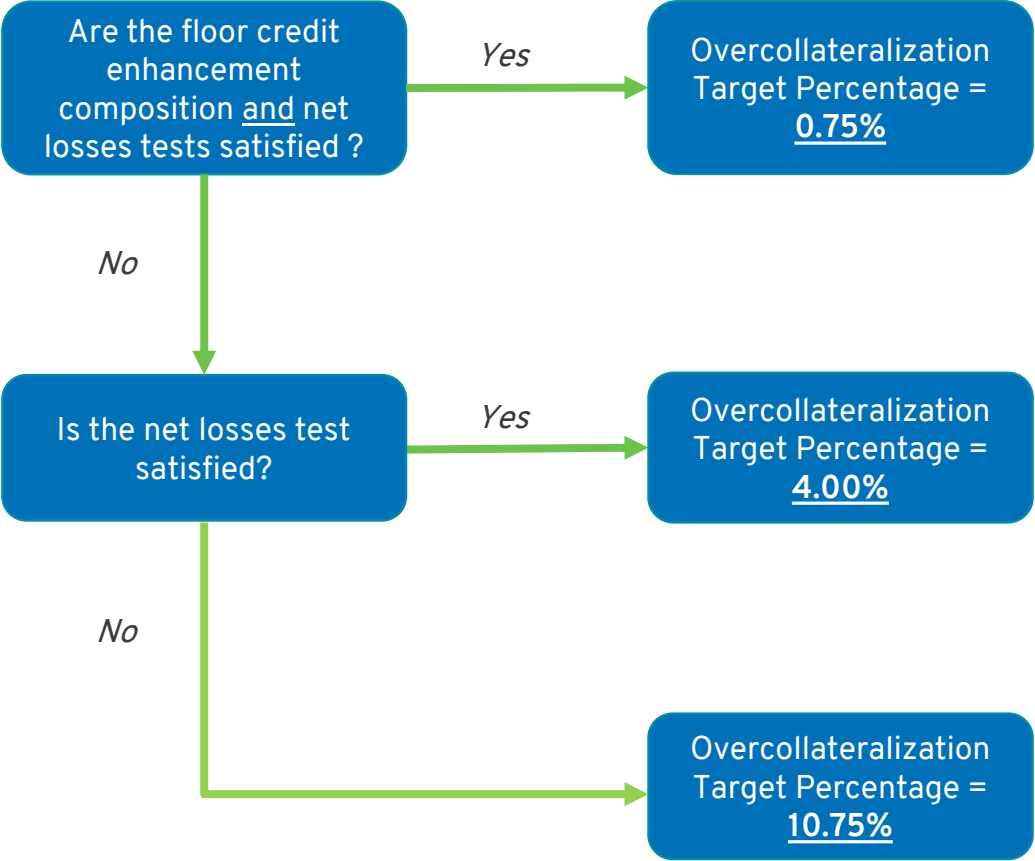 Are the floor credit
enhancement
composition and net
losses tests satisfied ?
Yes
Overcollateralization
Target Percentage =
0.75%
No
Is the net losses test
satisfied?
Yes
Overcollateralization
Target Percentage =
4.00%
No
Overcollateralization
Target Percentage =
10.75%